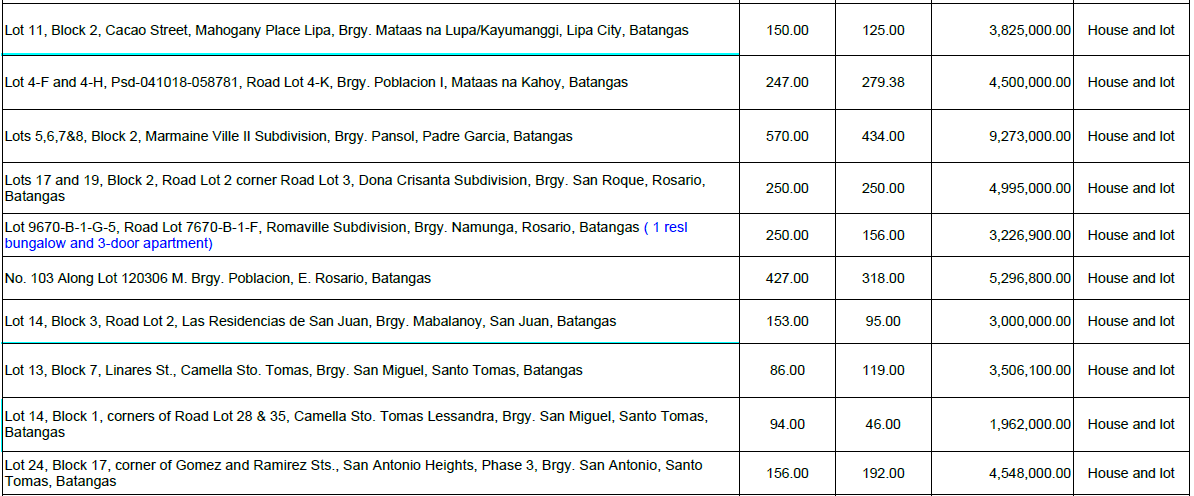 Lot 11, Block 2, Cacao Street, Mahogany Place Lipa, Brgy. Mataas na Lupa/Kayumanggi, Lipa City, Batangas 150.00 125.00 3,825,000.00 House and lot
Lot 4-F and 4-H, Psd-041018-058781, Road Lot 4-K, Brgy. Poblacion I, Mataas na Kahoy, Batangas 247.00 279.38 4,500,000.00 House and lot
Lots 5,6,7&8, Block 2, Marmaine Ville II Subdivision, Brgy. Pansol, Padre Garcia, Batangas 570.00 434.00 9,273,000.00 House and lot
Lots 17 and 19, Block 2, Road Lot 2 corner Road Lot 3, Dona Crisanta Subdivision, Brgy. San Roque, Rosario,
Batangas 250.00 250.00 4,995,000.00 House and lot
Lot 9670-B-1-G-5, Road Lot 7670-B-1-F, Romaville Subdivision, Brgy. Namunga, Rosario, Batangas ( 1 resl
bungalow and 3-door apartment) 250.00 156.00 3,226,900.00 House and lot
No. 103 Along Lot 120306 M. Brgy. Poblacion, E. Rosario, Batangas 427.00 318.00 5,296,800.00 House and lot
Lot 14, Block 3, Road Lot 2, Las Residencias de San Juan, Brgy. Mabalanoy, San Juan, Batangas 153.00 95.00 3,000,000.00 House and lot
Lot 13, Block 7, Linares St., Camella Sto. Tomas, Brgy. San Miguel, Santo Tomas, Batangas 86.00 119.00 3,506,100.00 House and lot
Lot 14, Block 1, corners of Road Lot 28 & 35, Camella Sto. Tomas Lessandra, Brgy. San Miguel, Santo Tomas,
Batangas 94.00 46.00 1,962,000.00 House and lot
Lot 24, Block 17, corner of Gomez and Ramirez Sts., San Antonio Heights, Phase 3, Brgy. San Antonio, Santo
Tomas, Batangas 156.00 192.00 4,548,000.00 House and lot